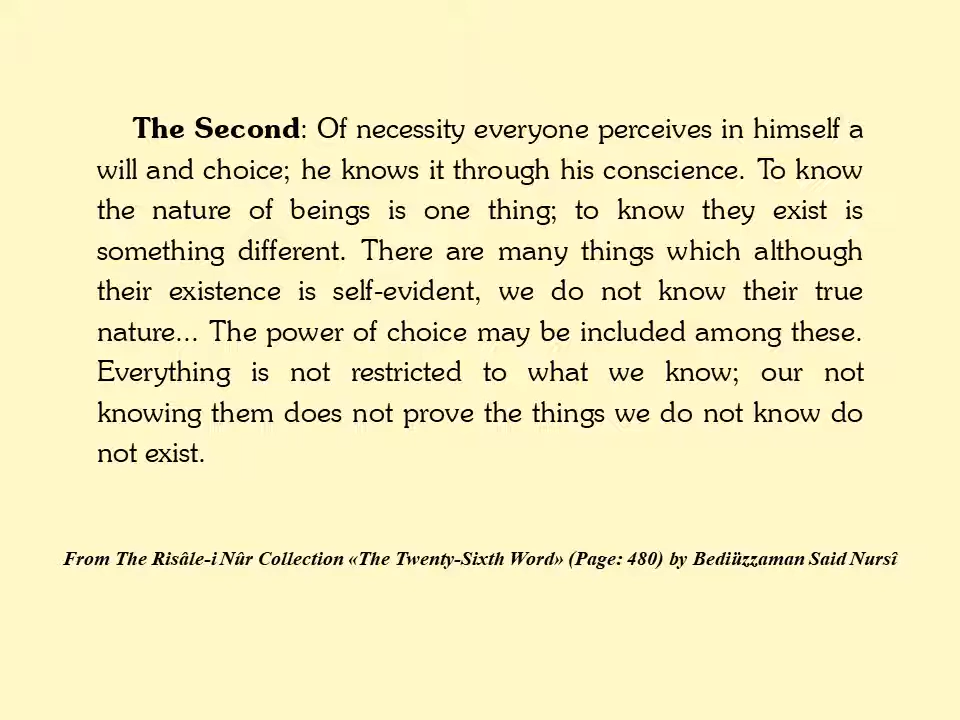 The Second: Of necessity everyone perceives in himself a
will and choice; he knows it through his conscience. To know
the nature of beings is one thing; to know they exist is
something different. There are many things which although
their existence is self-evident, we do not know their true
nature... The power of choice may be included among these.
Everything is not restricted to what we know; our not
knowing them does not prove the things we do not know do
not exist.
From The Risâle-i Nûr Collection «The Twenty-Sixth Word» (Page: 480) by Bediüzzaman Said Nursî